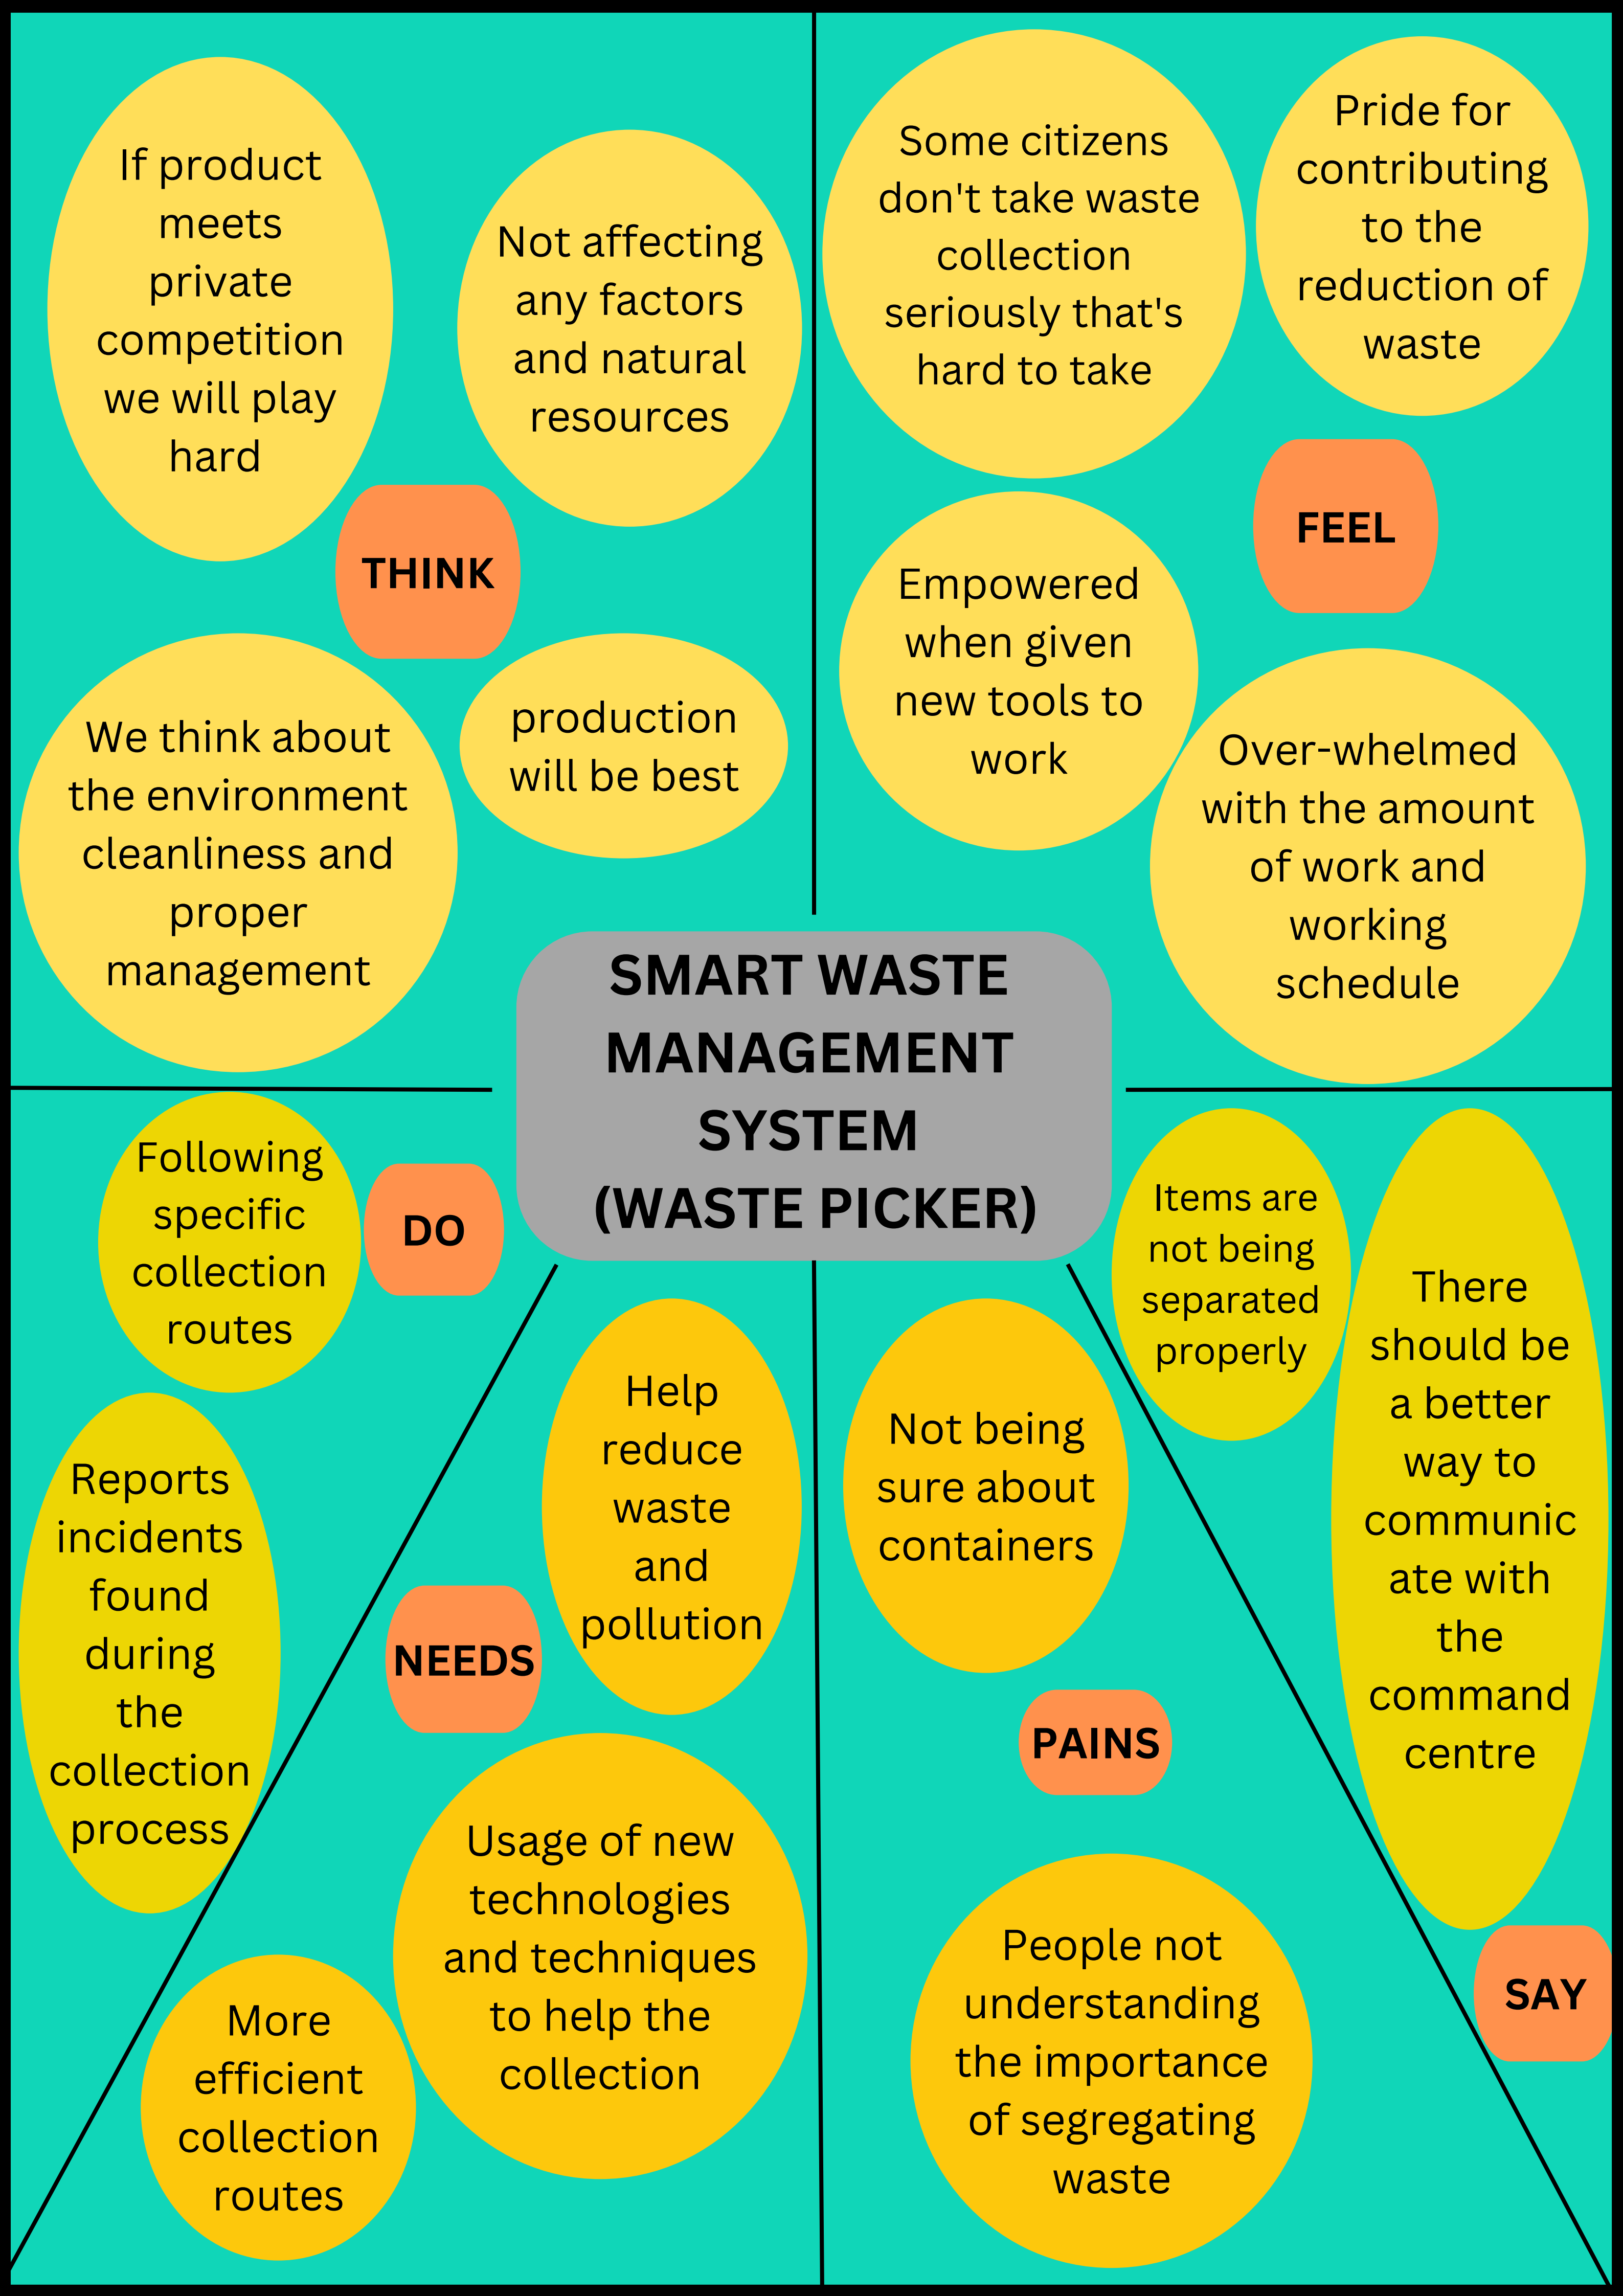 If product
meets
private
competition
we will play
hard
Not affecting
any factors
and natural
resources
THINK
We think about
the environment
cleanliness and
proper
management
production
will be best
Some citizens
don't take waste
collection
seriously that's
hard to take
Pride for
contributing
to the
reduction of
waste
FEEL
Empowered
when given
new tools to
work
Over-whelmed
with the amount
of work and
working
schedule
SMART WASTE
MANAGEMENT
SYSTEM
(WASTE PICKER)
Following
specific
collection
routes
DO
Reports
incidents
found
during
the
collection
process
Help
reduce
waste
and
pollution
NEEDS
Usage of new
technologies
and techniques
to help the
collection
More
efficient
collection
routes
Not being
sure about
containers
PAINS
People not
understanding
the importance
of segregating
waste
Items are
not being
separated
properly
There
should be
a better
way to
communic
ate with
the
command
centre
SAY